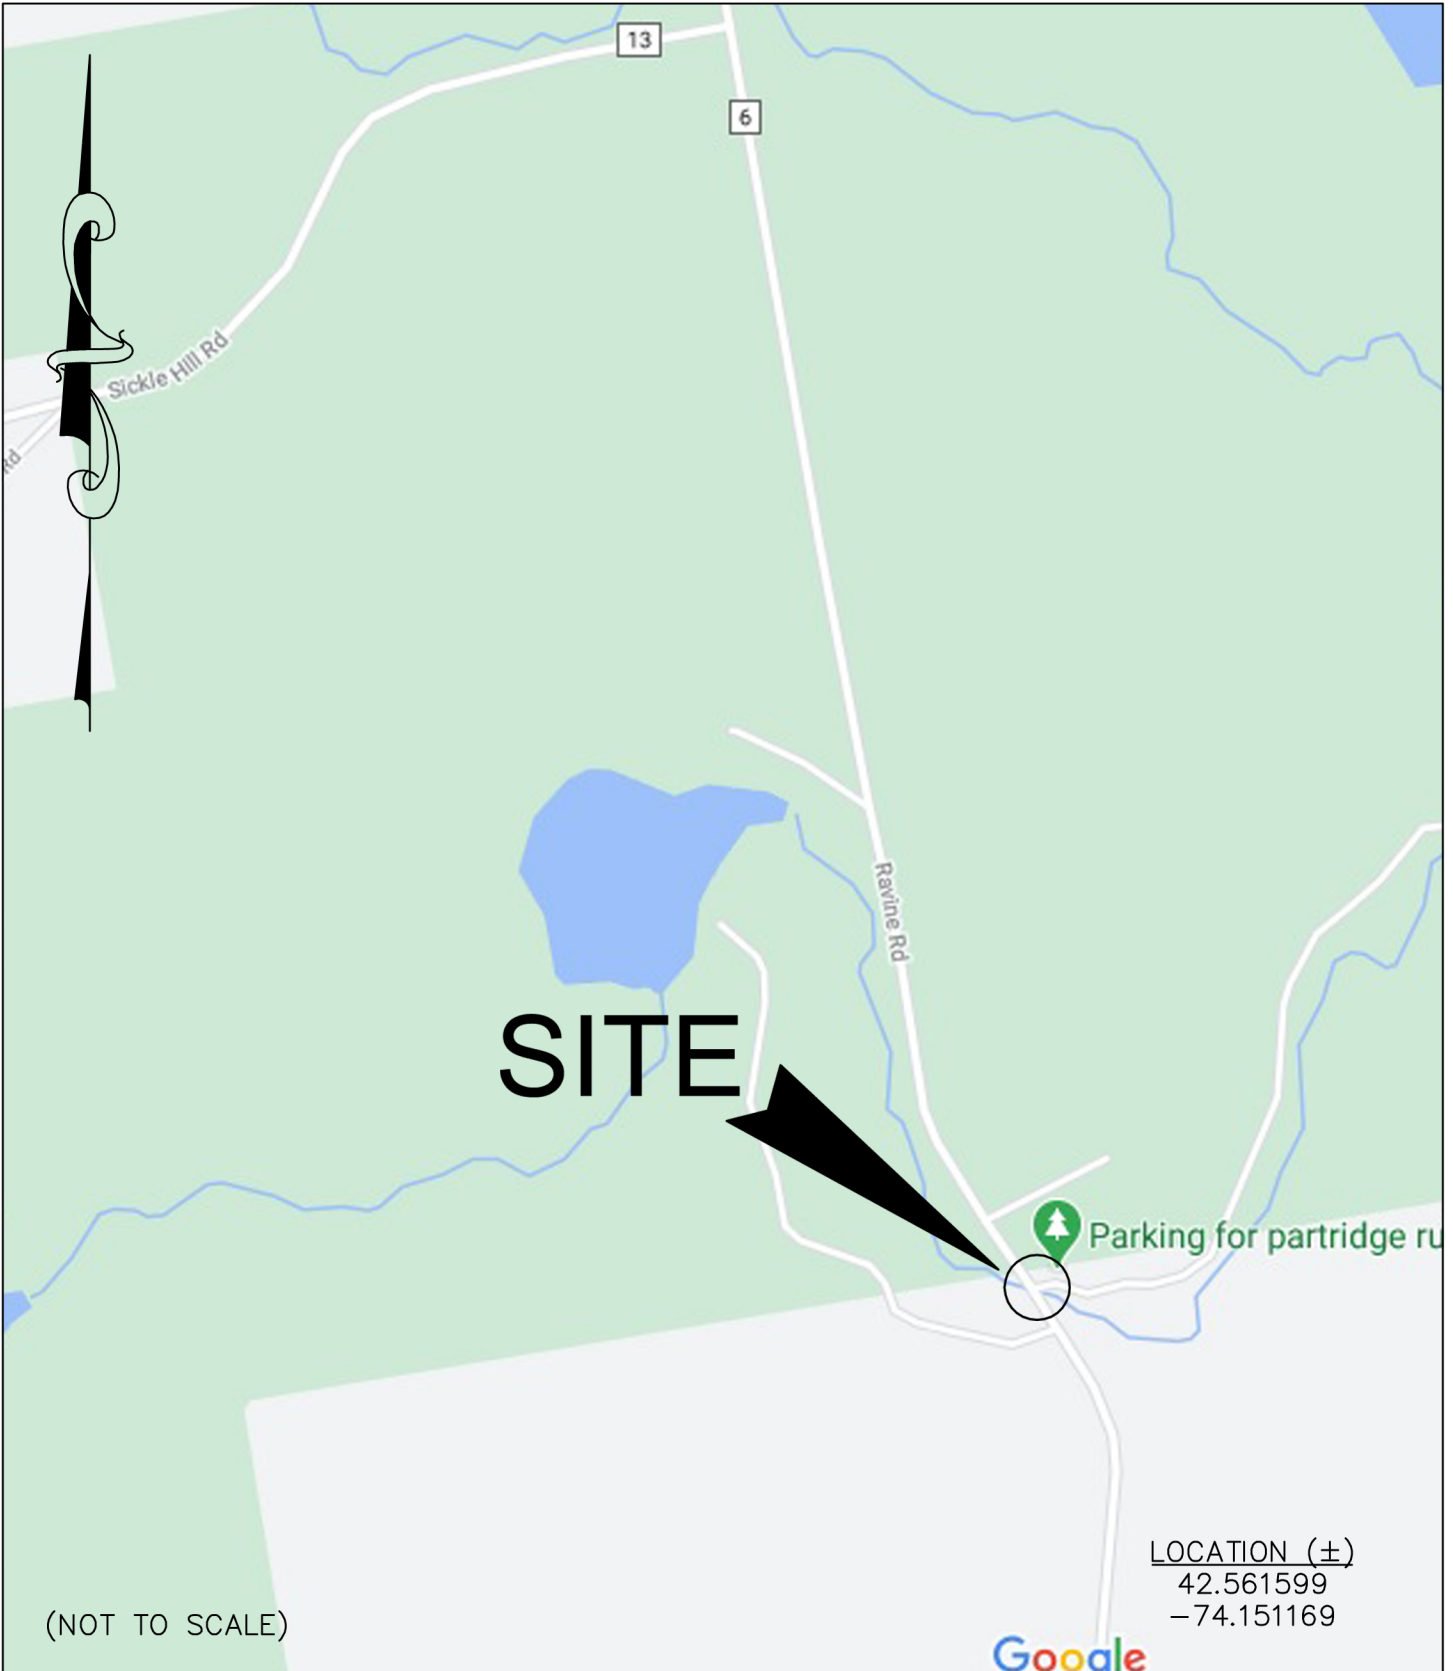 13
6
Sickle Hill Rd
Rd
Ravine Rd
SITE
Parking for partridge ru
LOCATION (±)
42.561599
−74.151169
(NOT TO SCALE)
Google